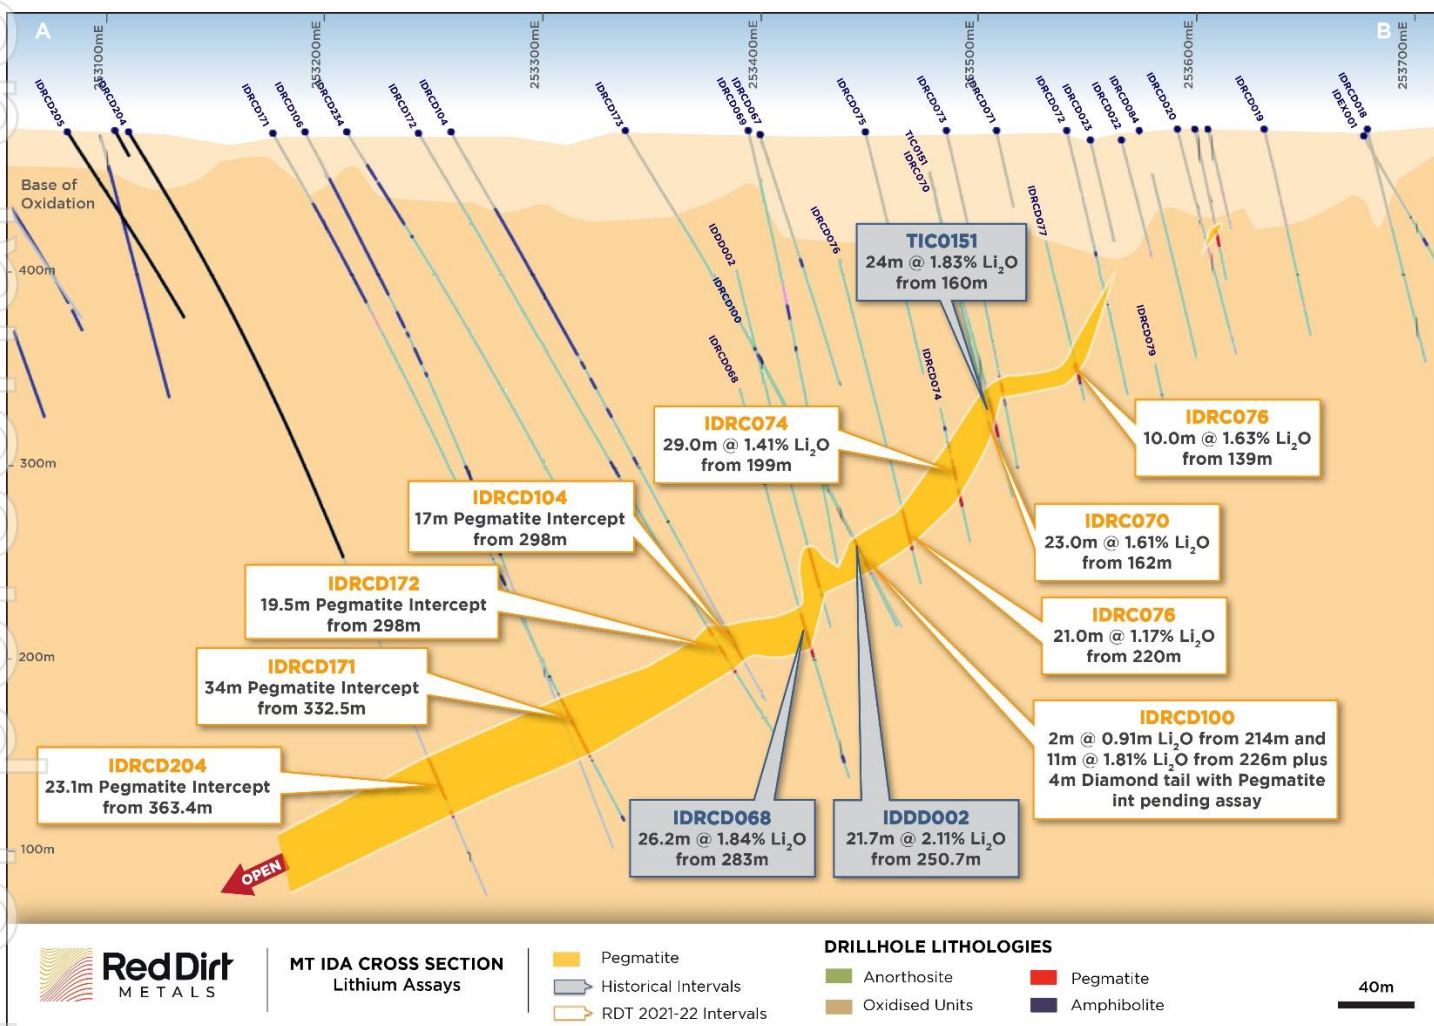 A
B
253100mE
253200mE
253300mE
253400mE
253500mE
253600mE
253700mE
IDRCD205
IDRCD204
IDRCD171
IDRCD106
IDRCD234
IDRCD172
IDRCD104
IDRCD173
IDRCD069
IDRCD067
IDRCD075
IDRCD073
IDRCD071
IDRCD072
IDRCD023
IDRCD022
IDRCD084
IDRCD020
IDRCD019
IDRCD018
IDEX001
TIC0151
IDRC070
IDRCD077
IDRCD076
IDDD002
IDRCD100
IDRCD068
IDRCD074
IDRCD079
Base of
Oxidation
400m
300m
200m
100m
TIC0151
24m @ 1.83% Li2O
from 160m
IDRC074
29.0m @ 1.41% Li2O
from 199m
IDRC076
10.0m @ 1.63% Li2O
from 139m
IDRCD104
17m Pegmatite Intercept
from 298m
IDRC070
23.0m @ 1.61% Li2O
from 162m
IDRCD172
19.5m Pegmatite Intercept
from 298m
IDRC076
21.0m @ 1.17% Li2O
from 220m
IDRCD171
34m Pegmatite Intercept
from 332.5m
IDRCD100
2m @ 0.91m Li2O from 214m and
11m @ 1.81% Li2O from 226m plus
4m Diamond tail with Pegmatite
int pending assay
IDRCD204
23.1m Pegmatite Intercept
from 363.4m
IDRCD068
26.2m @ 1.84% Li2O
from 283m
IDDD002
21.7m @ 2.11% Li2O
from 250.7m
OPEN
Red Dirt
METALS
MT IDA CROSS SECTION
Lithium Assays
Pegmatite
Historical Intervals
RDT 2021-22 Intervals
DRILLHOLE LITHOLOGIES
Anorthosite
Pegmatite
Oxidised Units
Amphibolite
40m